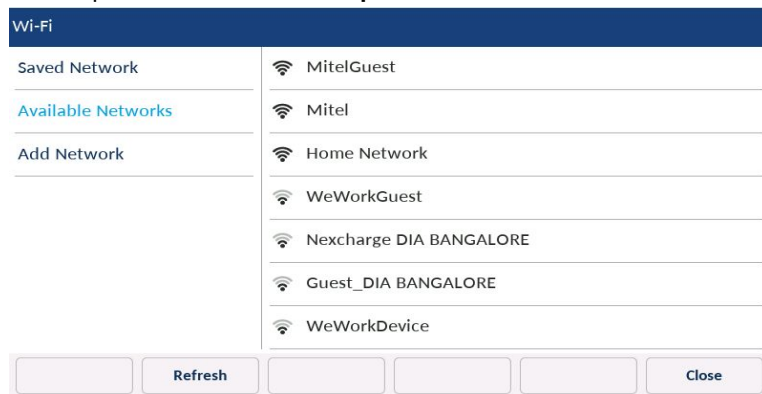 Wi-Fi
Saved Network
Available Networks
Add Network
MitelGuest
Mitel
Home Network
WeWorkGuest
Nexcharge DIA BANGALORE
Guest_DIA BANGALORE
WeWorkDevice
Refresh
Close